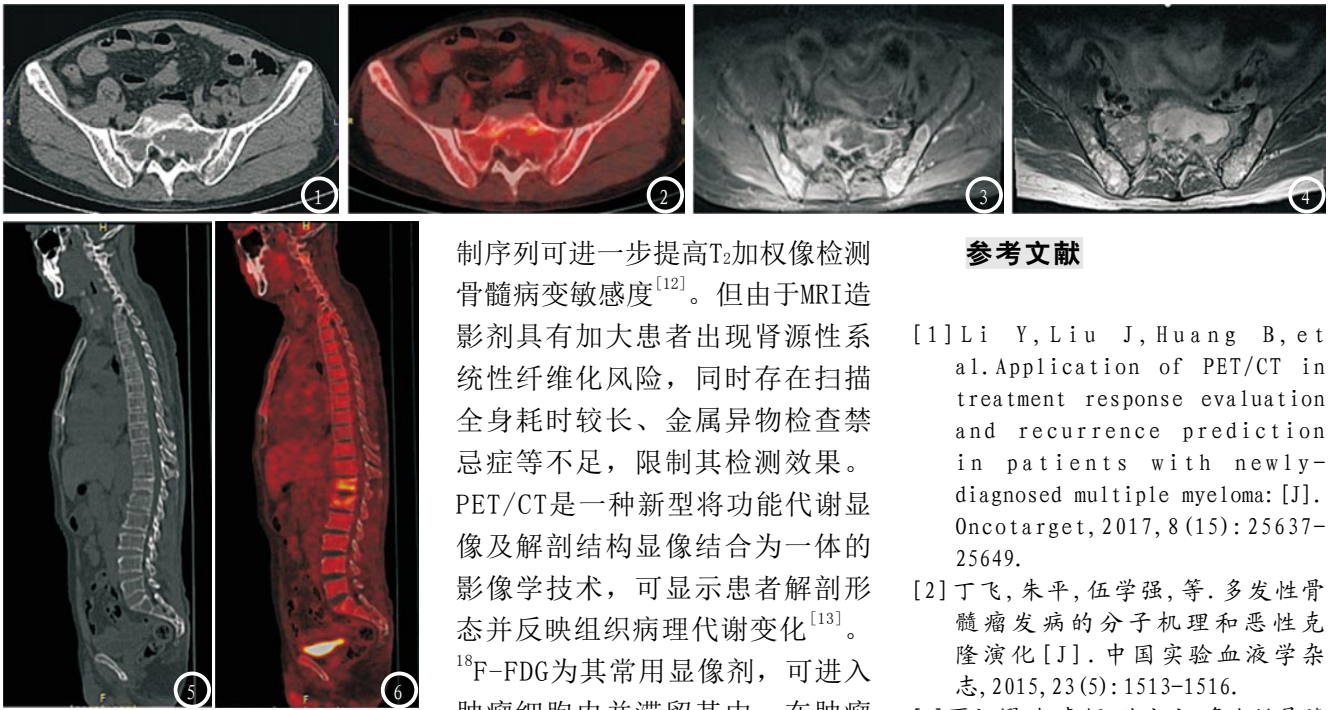 1
2
3
4
5
6
H
F
H
F
制序列可进一步提高T₂加权像检测
骨髓病变敏感度[12]。但由于MRI造
影剂具有加大患者出现肾源性系
统性纤维化风险，同时存在扫描
全身耗时较长、金属异物检查禁
忌症等不足，限制其检测效果。
PET/CT是一种新型将功能代谢显
像及解剖结构显像结合为一体的
影像学技术，可显示患者解剖形
态并反映组织病理代谢变化[13]。
¹⁸F-FDG为其常用显像剂，可进入
参考文献
[1]Li Y,Liu J,Huang B,et
al.Application of PET/CT in
treatment response evaluation
and recurrence prediction
in patients with newly-
diagnosed multiple myeloma:[J].
Oncotarget,2017,8(15):25637-
25649.
[2]丁飞,朱平,伍学强,等.多发性骨
髓瘤发病的分子机理和恶性克
隆演化[J].中国实验血液学杂
志,2015,23(5):1513-1516.